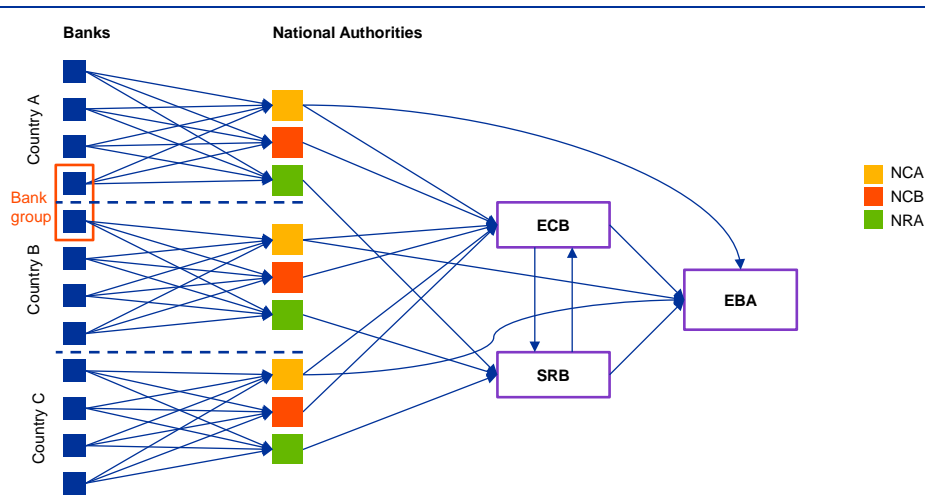 Banks
National Authorities
Country A
Bank
group
Country B
Country C
ECB
SRB
EBA
NCA
NCB
NRA